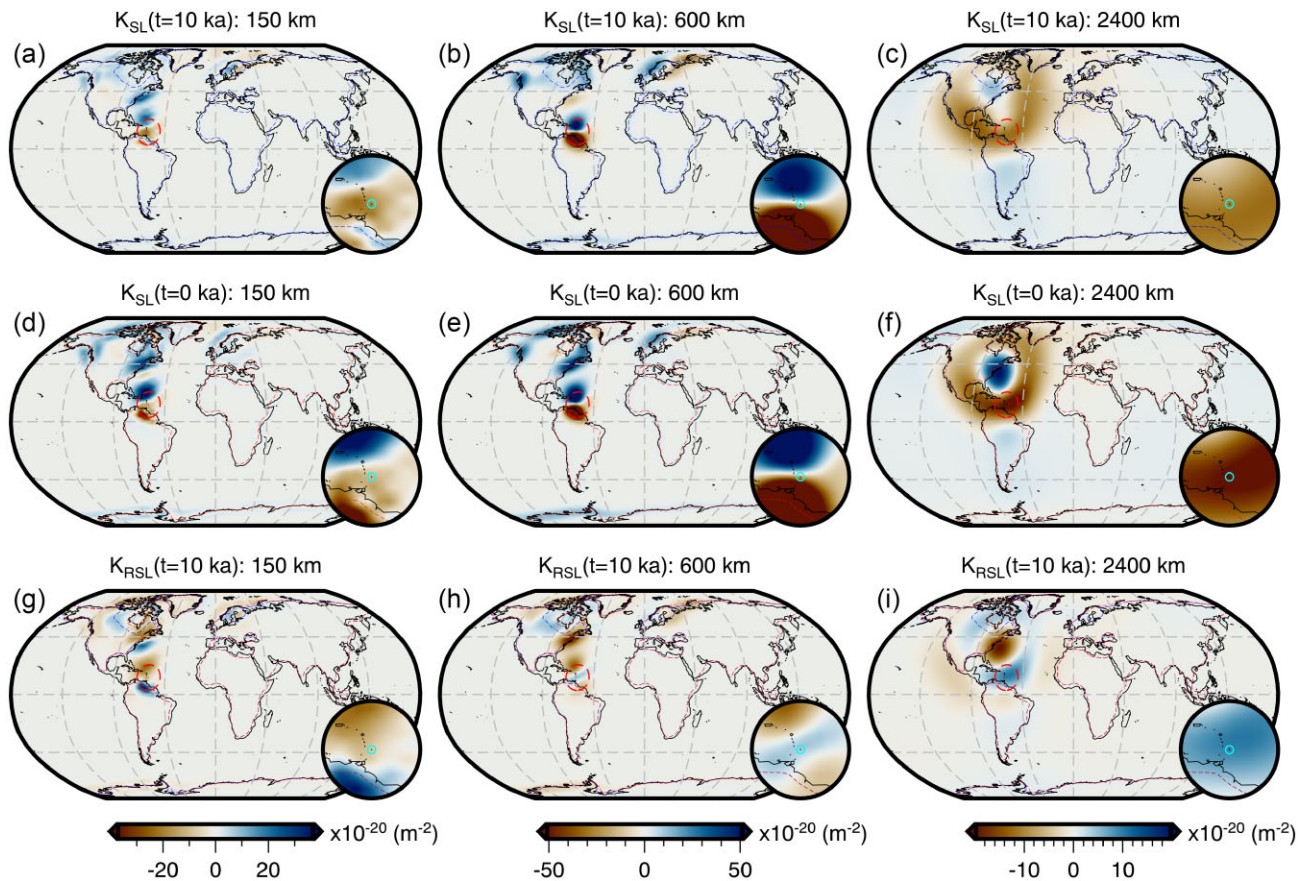 K_SL(t=10 ka): 150 km K_SL(t=10 ka): 600 km K_SL(t=10 ka): 2400 km
(a) (b) (c)
K_SL(t=0 ka): 150 km K_SL(t=0 ka): 600 km K_SL(t=0 ka): 2400 km
(d) (e) (f)
K_RSL(t=10 ka): 150 km K_RSL(t=10 ka): 600 km K_RSL(t=10 ka): 2400 km
(g) (h) (i)
x10⁻²⁰ (m⁻²) x10⁻²⁰ (m⁻²) x10⁻²⁰ (m⁻²)
-20 0 20 -50 0 50 -10 0 10